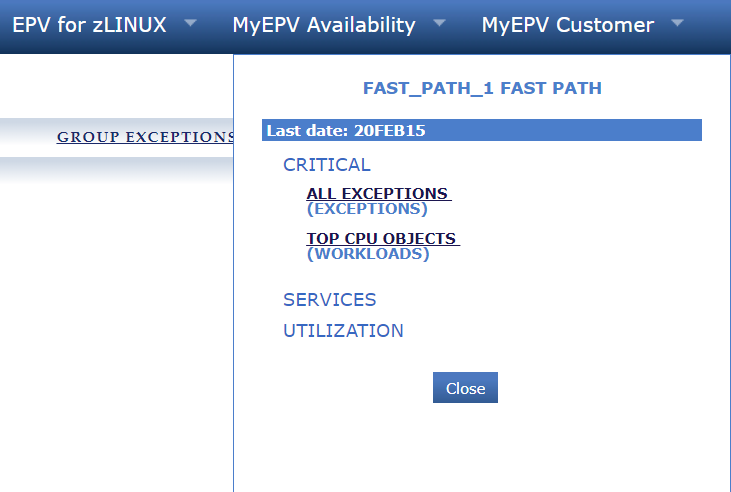 EPV for zLINUX MyEPV Availability MyEPV Customer
FAST_PATH_1 FAST PATH
Last date: 20FEB15
GROUP EXCEPTIONS
CRITICAL
ALL EXCEPTIONS
(EXCEPTIONS)
TOP CPU OBJECTS
(WORKLOADS)
SERVICES
UTILIZATION
Close